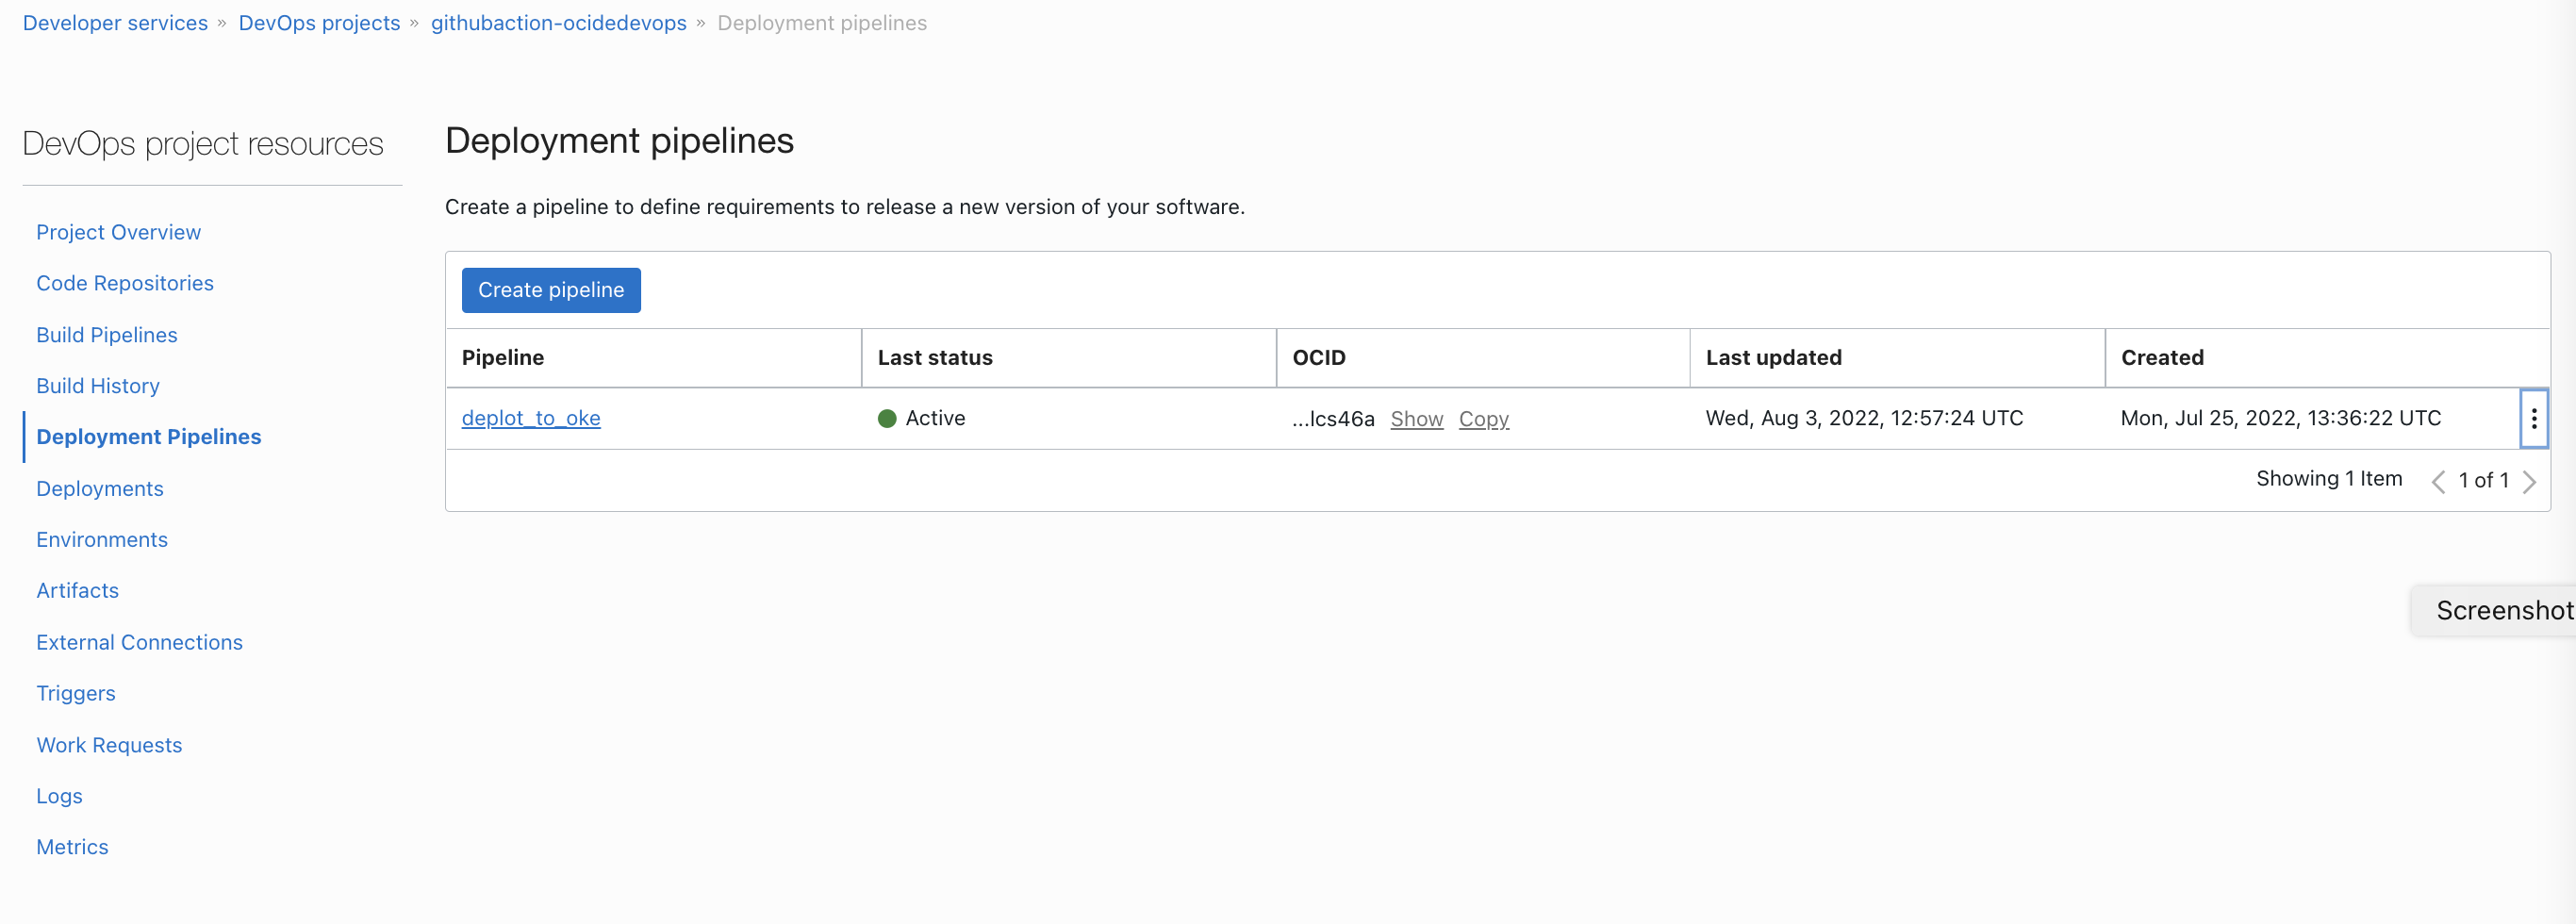 Developer services » DevOps projects » githubaction-ocidedevops » Deployment pipelines
DevOps project resources
Project Overview
Code Repositories
Build Pipelines
Build History
Deployment Pipelines
Deployments
Environments
Artifacts
External Connections
Triggers
Work Requests
Logs
Metrics
Deployment pipelines
Create a pipeline to define requirements to release a new version of your software.
Create pipeline
Pipeline Last status OCID Last updated Created
deplot_to_oke Active ...lcs46a Show Copy Wed, Aug 3, 2022, 12:57:24 UTC Mon, Jul 25, 2022, 13:36:22 UTC
Showing 1 Item < 1 of 1 >
Screenshot